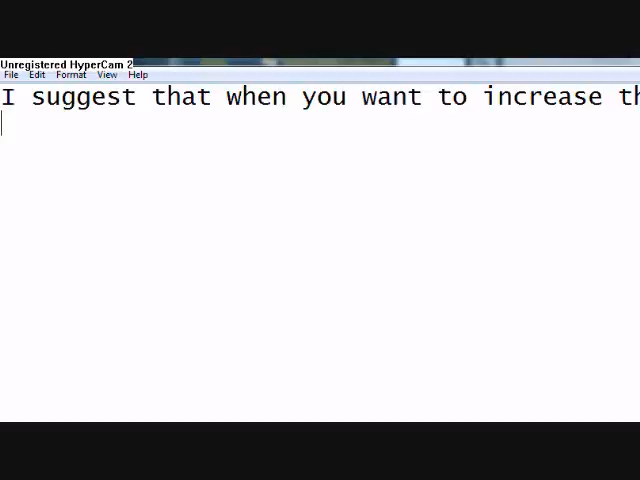 Unregistered HyperCam 2
File Edit Format View Help
I suggest that when you want to increase th